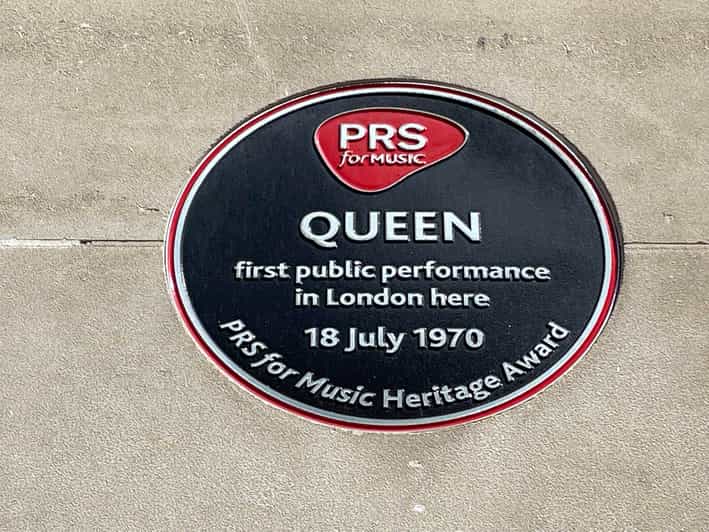 PRS
for MUSIC
QUEEN
first public performance
in London here
18 July 1970
PRS for Music Heritage Award